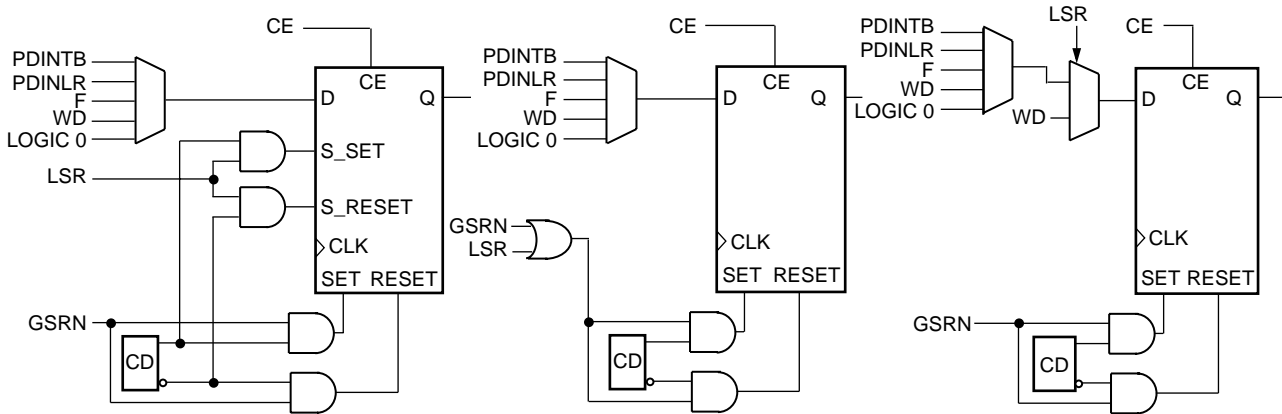 CE
PDINTB
PDINLR
F
WD
LOGIC 0
CE
D
Q
S_SET
LSR
S_RESET
CLK
SET RESET
GSRN
CD
CE
PDINTB
PDINLR
F
WD
LOGIC 0
CE
D
Q
GSRN
LSR
CLK
SET RESET
CD
LSR
CE
PDINTB
PDINLR
F
WD
LOGIC 0
WD
CE
D
Q
CLK
SET RESET
GSRN
CD